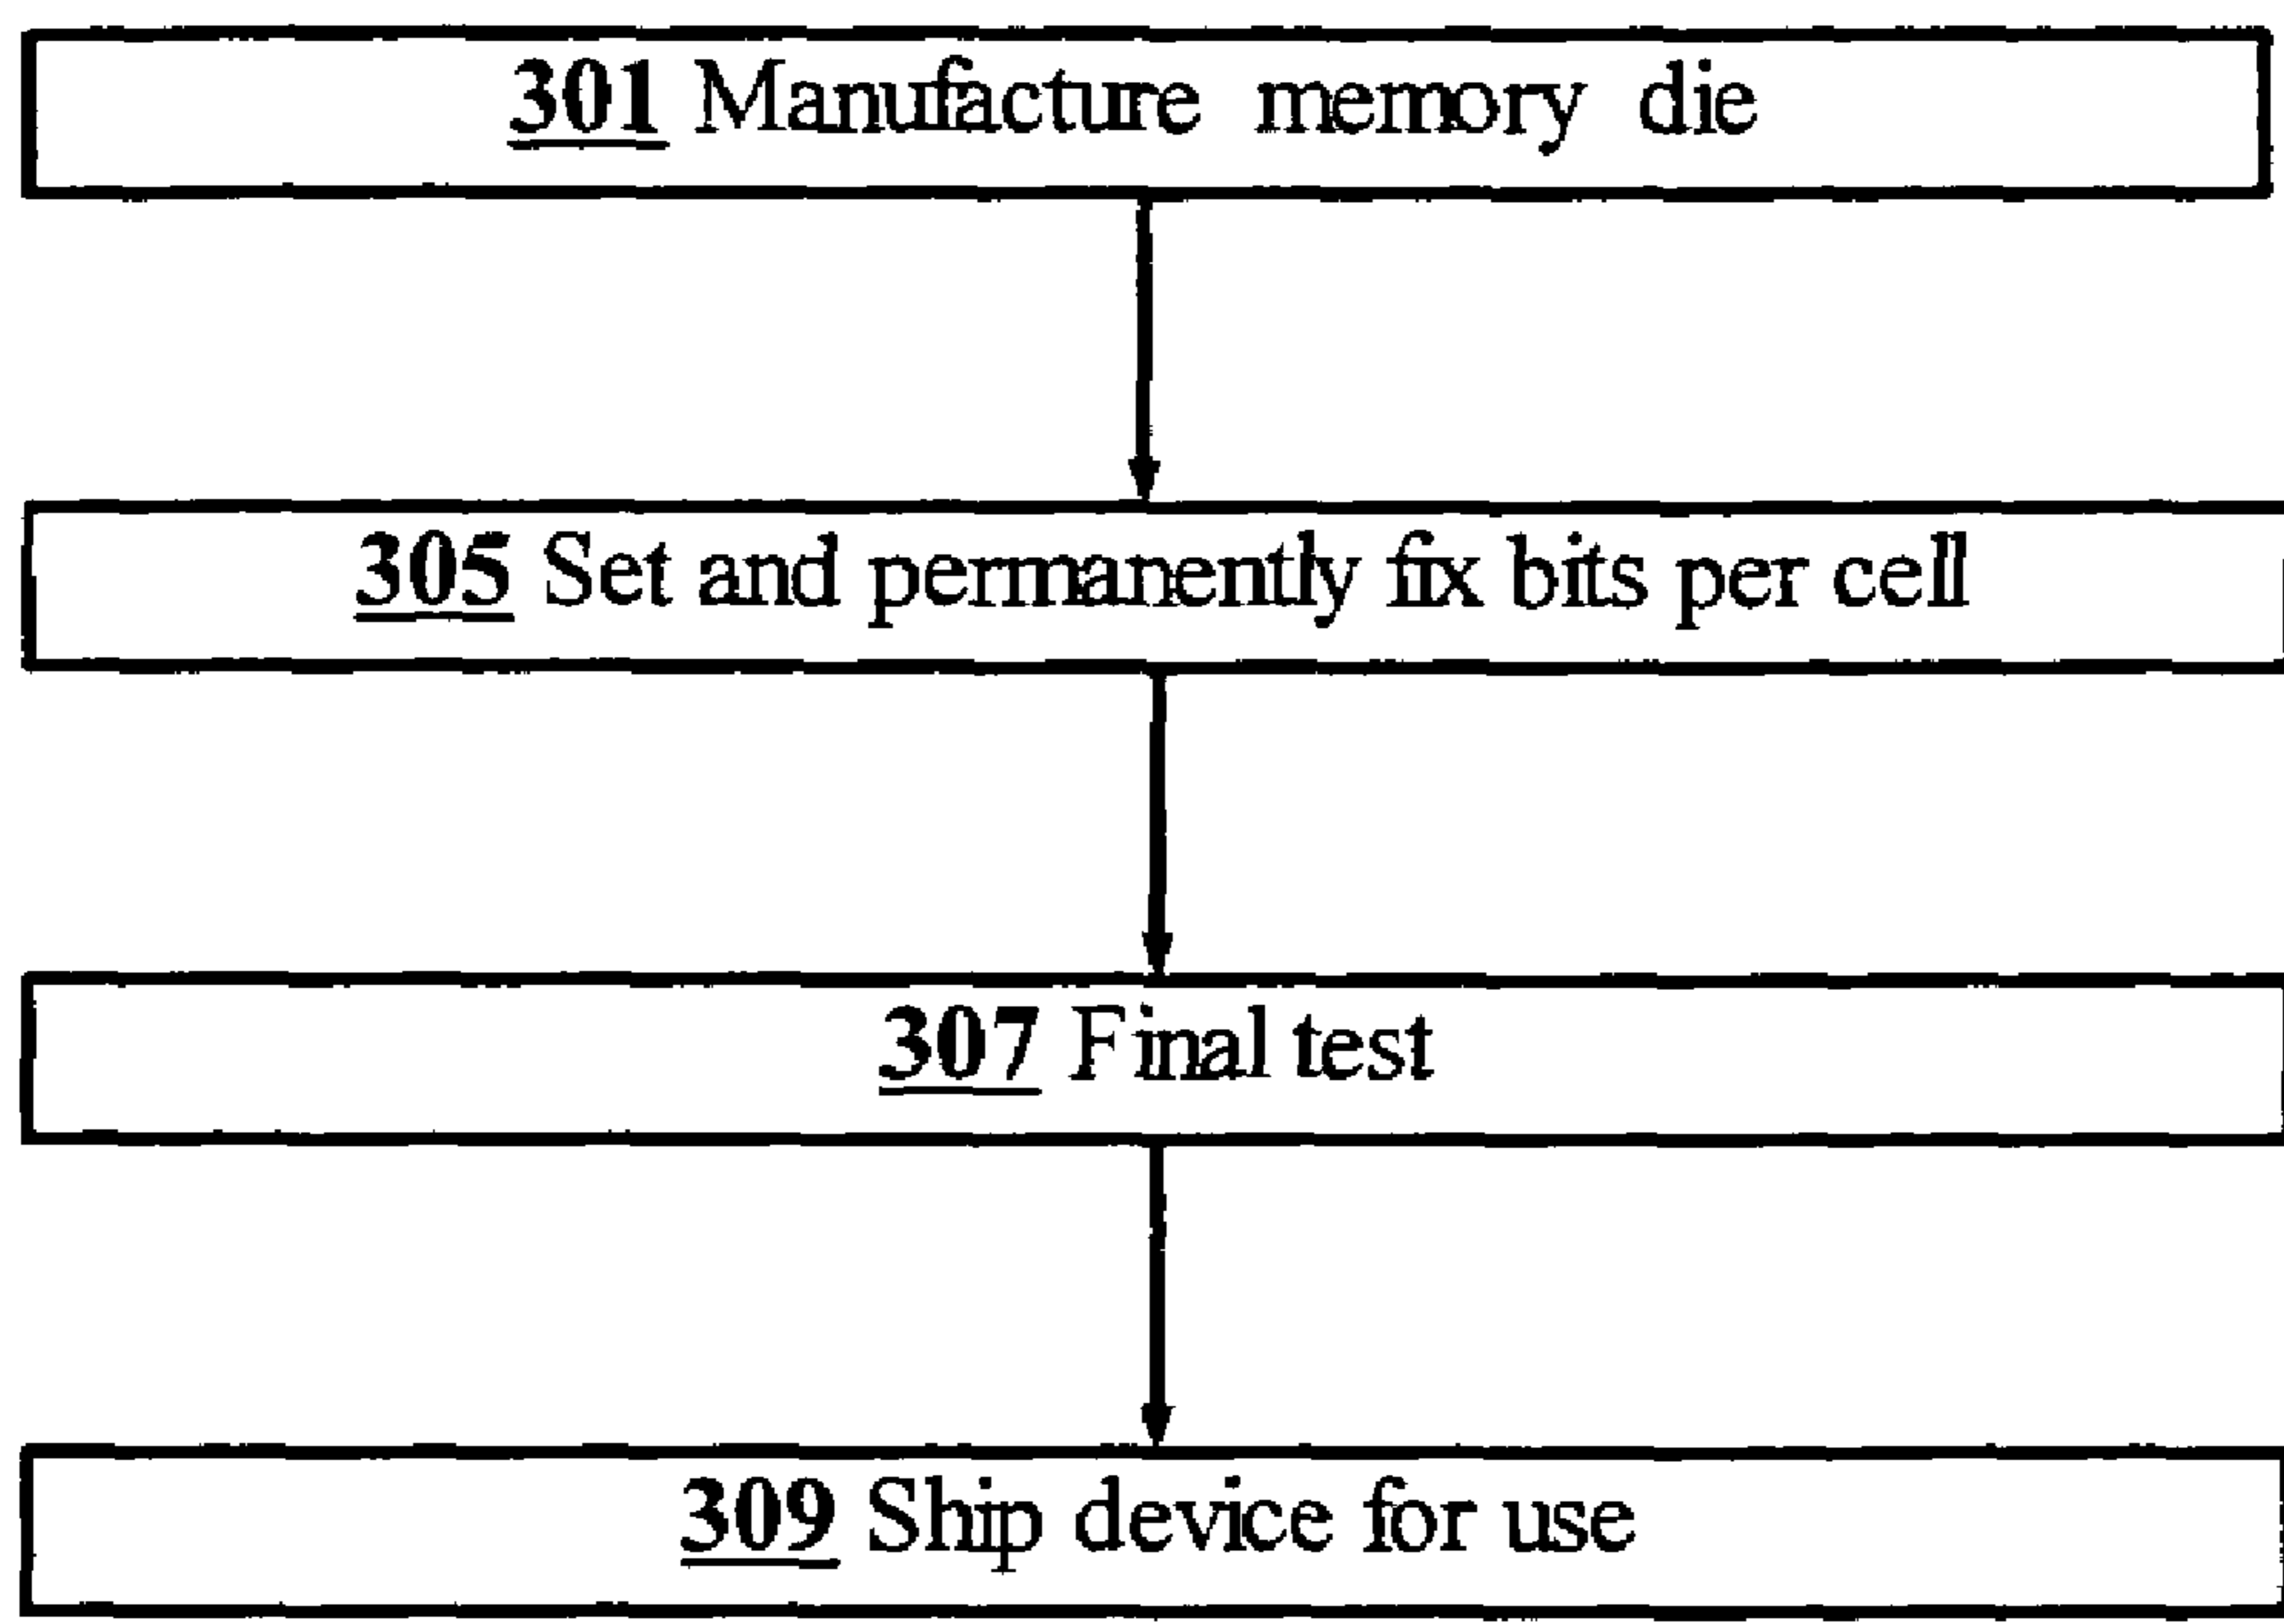 301 Manufacture memory die
305 Set and permanently fix bits per cell
307 Final test
309 Ship device for use